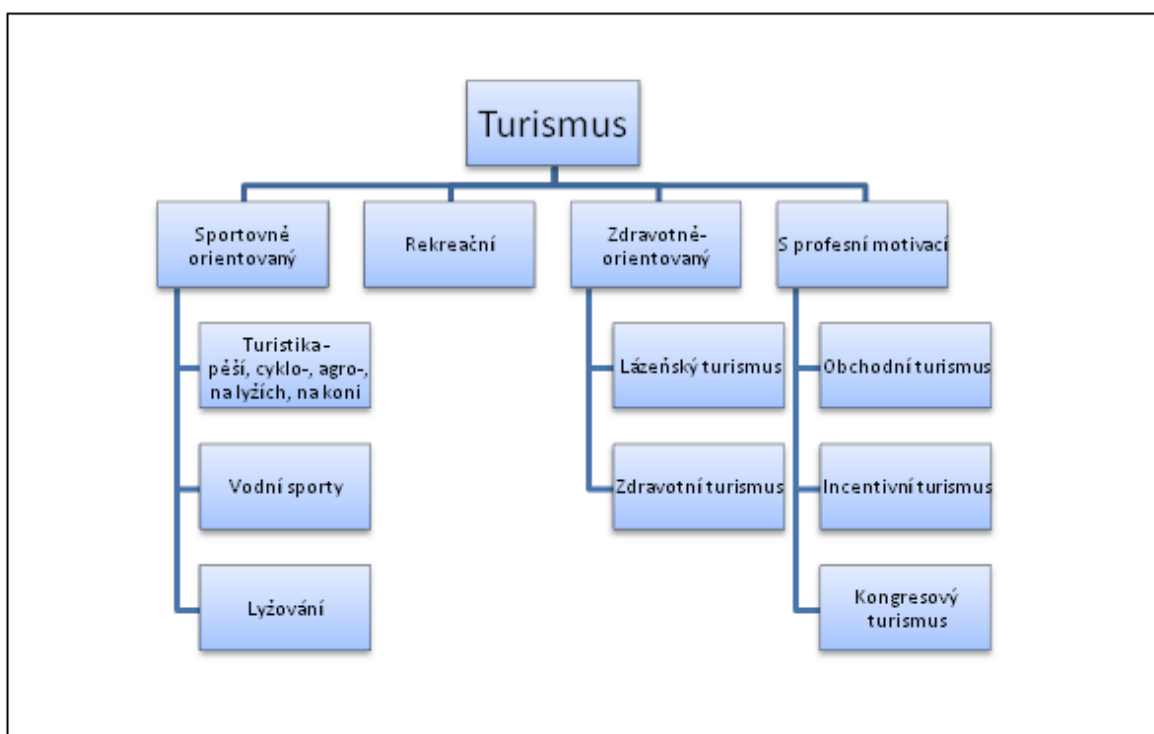 Turismus
Sportovně
orientovaný
Rekreační
Zdravotně-
orientovaný
S profesní motivací
Turistika-
pěší, cyklo-, agro-,
na lyžích, na koni
Lázeňský turismus
Obchodní turismus
Vodní sporty
Zdravotní turismus
Incentivní turismus
Lyžování
Kongresový
turismus